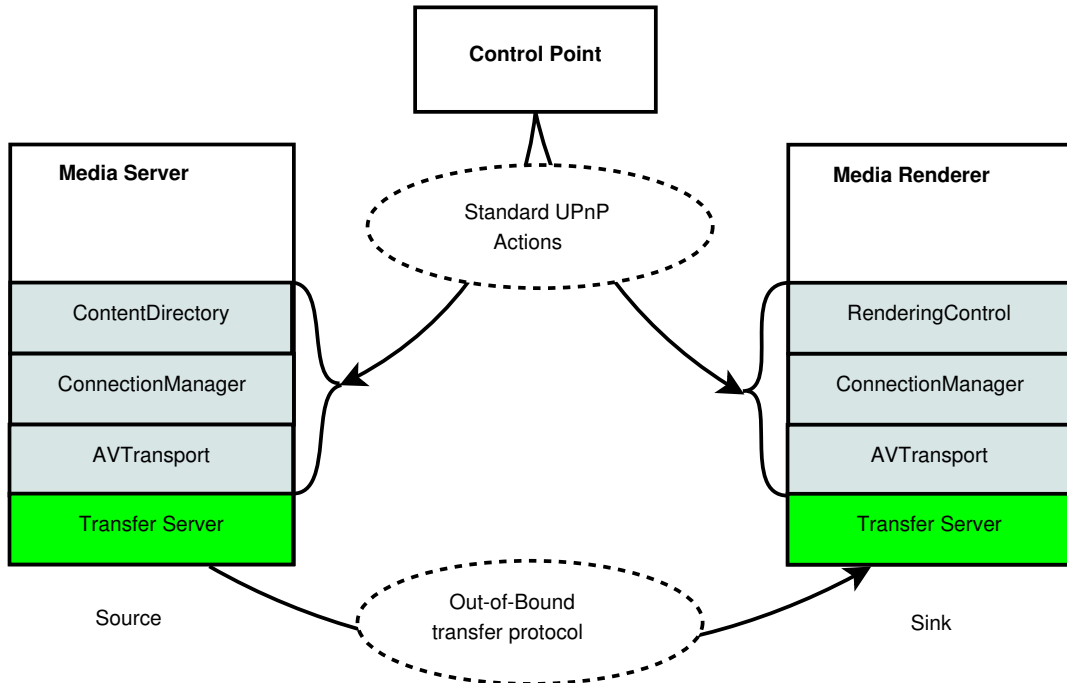 Control Point
Media Server
Media Renderer
Standard UPnP
Actions
ContentDirectory
RenderingControl
ConnectionManager
ConnectionManager
AVTransport
AVTransport
Transfer Server
Transfer Server
Out-of-Bound
transfer protocol
Source
Sink